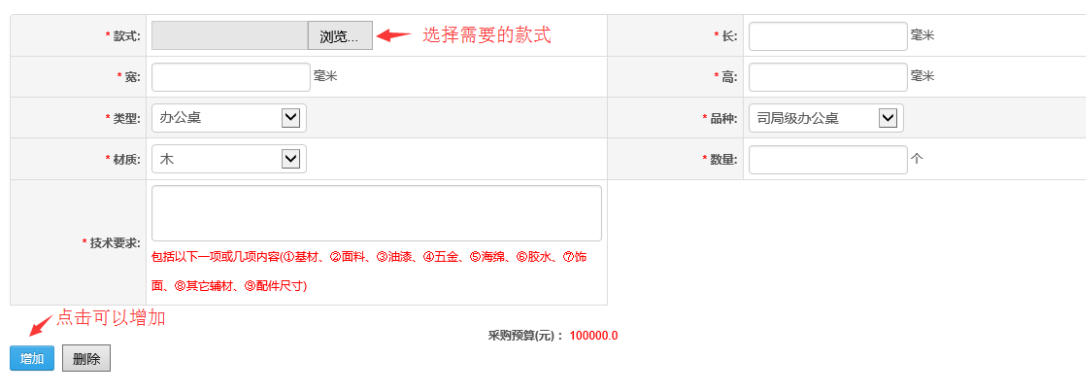 *款式: 浏览... 选择需要的款式 *长: 毫米
*宽: 毫米 *高: 毫米
*类型: 办公桌 *品种: 司局级办公桌
*材质: 木 *数量: 个
*技术要求:
包括以下一项或几项内容(①基材、②面料、③油漆、④五金、⑤海绵、⑥胶水、⑦饰
面、⑧其它辅材、⑨配件尺寸)
点击可以增加
采购预算(元)：100000.0
增加 删除